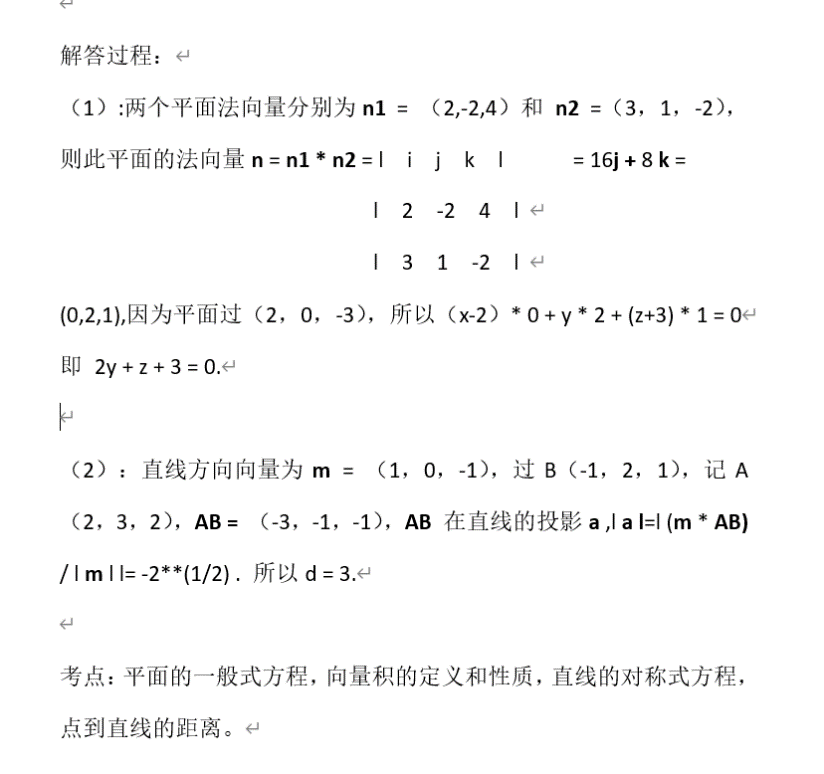 解答过程：
（1）:两个平面法向量分别为 n1 = （2,-2,4）和 n2 =（3，1，-2），
则此平面的法向量 n = n1 * n2 = l i j k l = 16j + 8 k =
l 2 -2 4 l
l 3 1 -2 l
(0,2,1),因为平面过（2，0，-3），所以（x-2）* 0 + y * 2 + (z+3) * 1 = 0
即 2y + z + 3 = 0.
（2）：直线方向向量为 m = （1，0，-1），过 B（-1，2，1），记 A
（2，3，2），AB = （-3，-1，-1），AB 在直线的投影 a ,l a l=l (m * AB)
/ l m l l= -2**(1/2) . 所以 d = 3.
考点：平面的一般式方程，向量积的定义和性质，直线的对称式方程，
点到直线的距离。